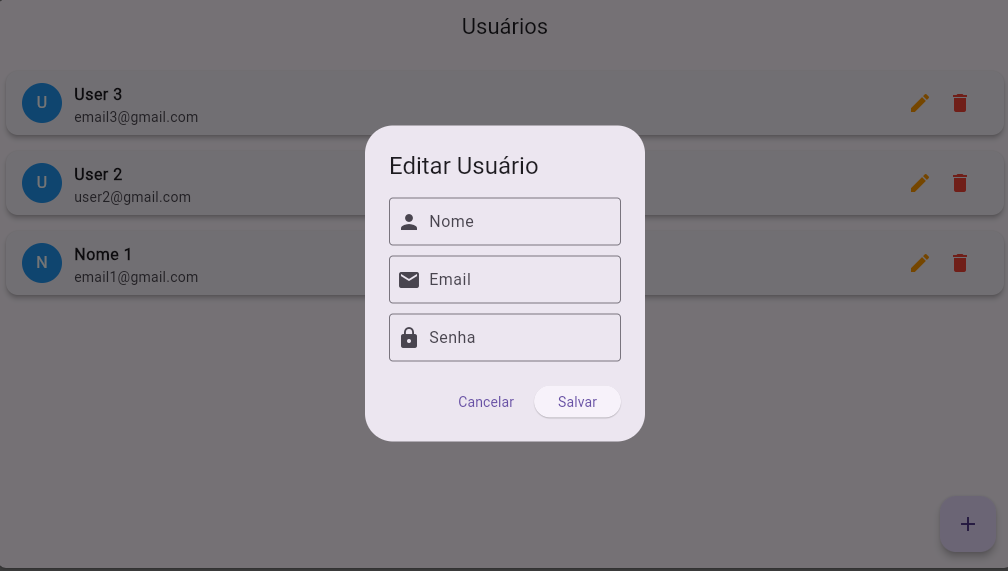 Usuários
U
User 3
email3@gmail.com
U
User 2
user2@gmail.com
N
Nome 1
email1@gmail.com
Editar Usuário
Nome
Email
Senha
Cancelar Salvar